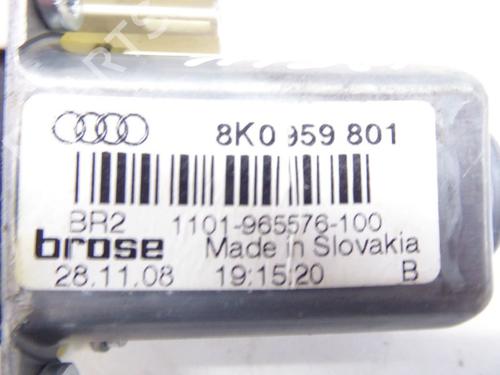 8K0 959 801
BR2 1101-965576-100
brose Made in Slovakia
28.11.08 19:15:20 B